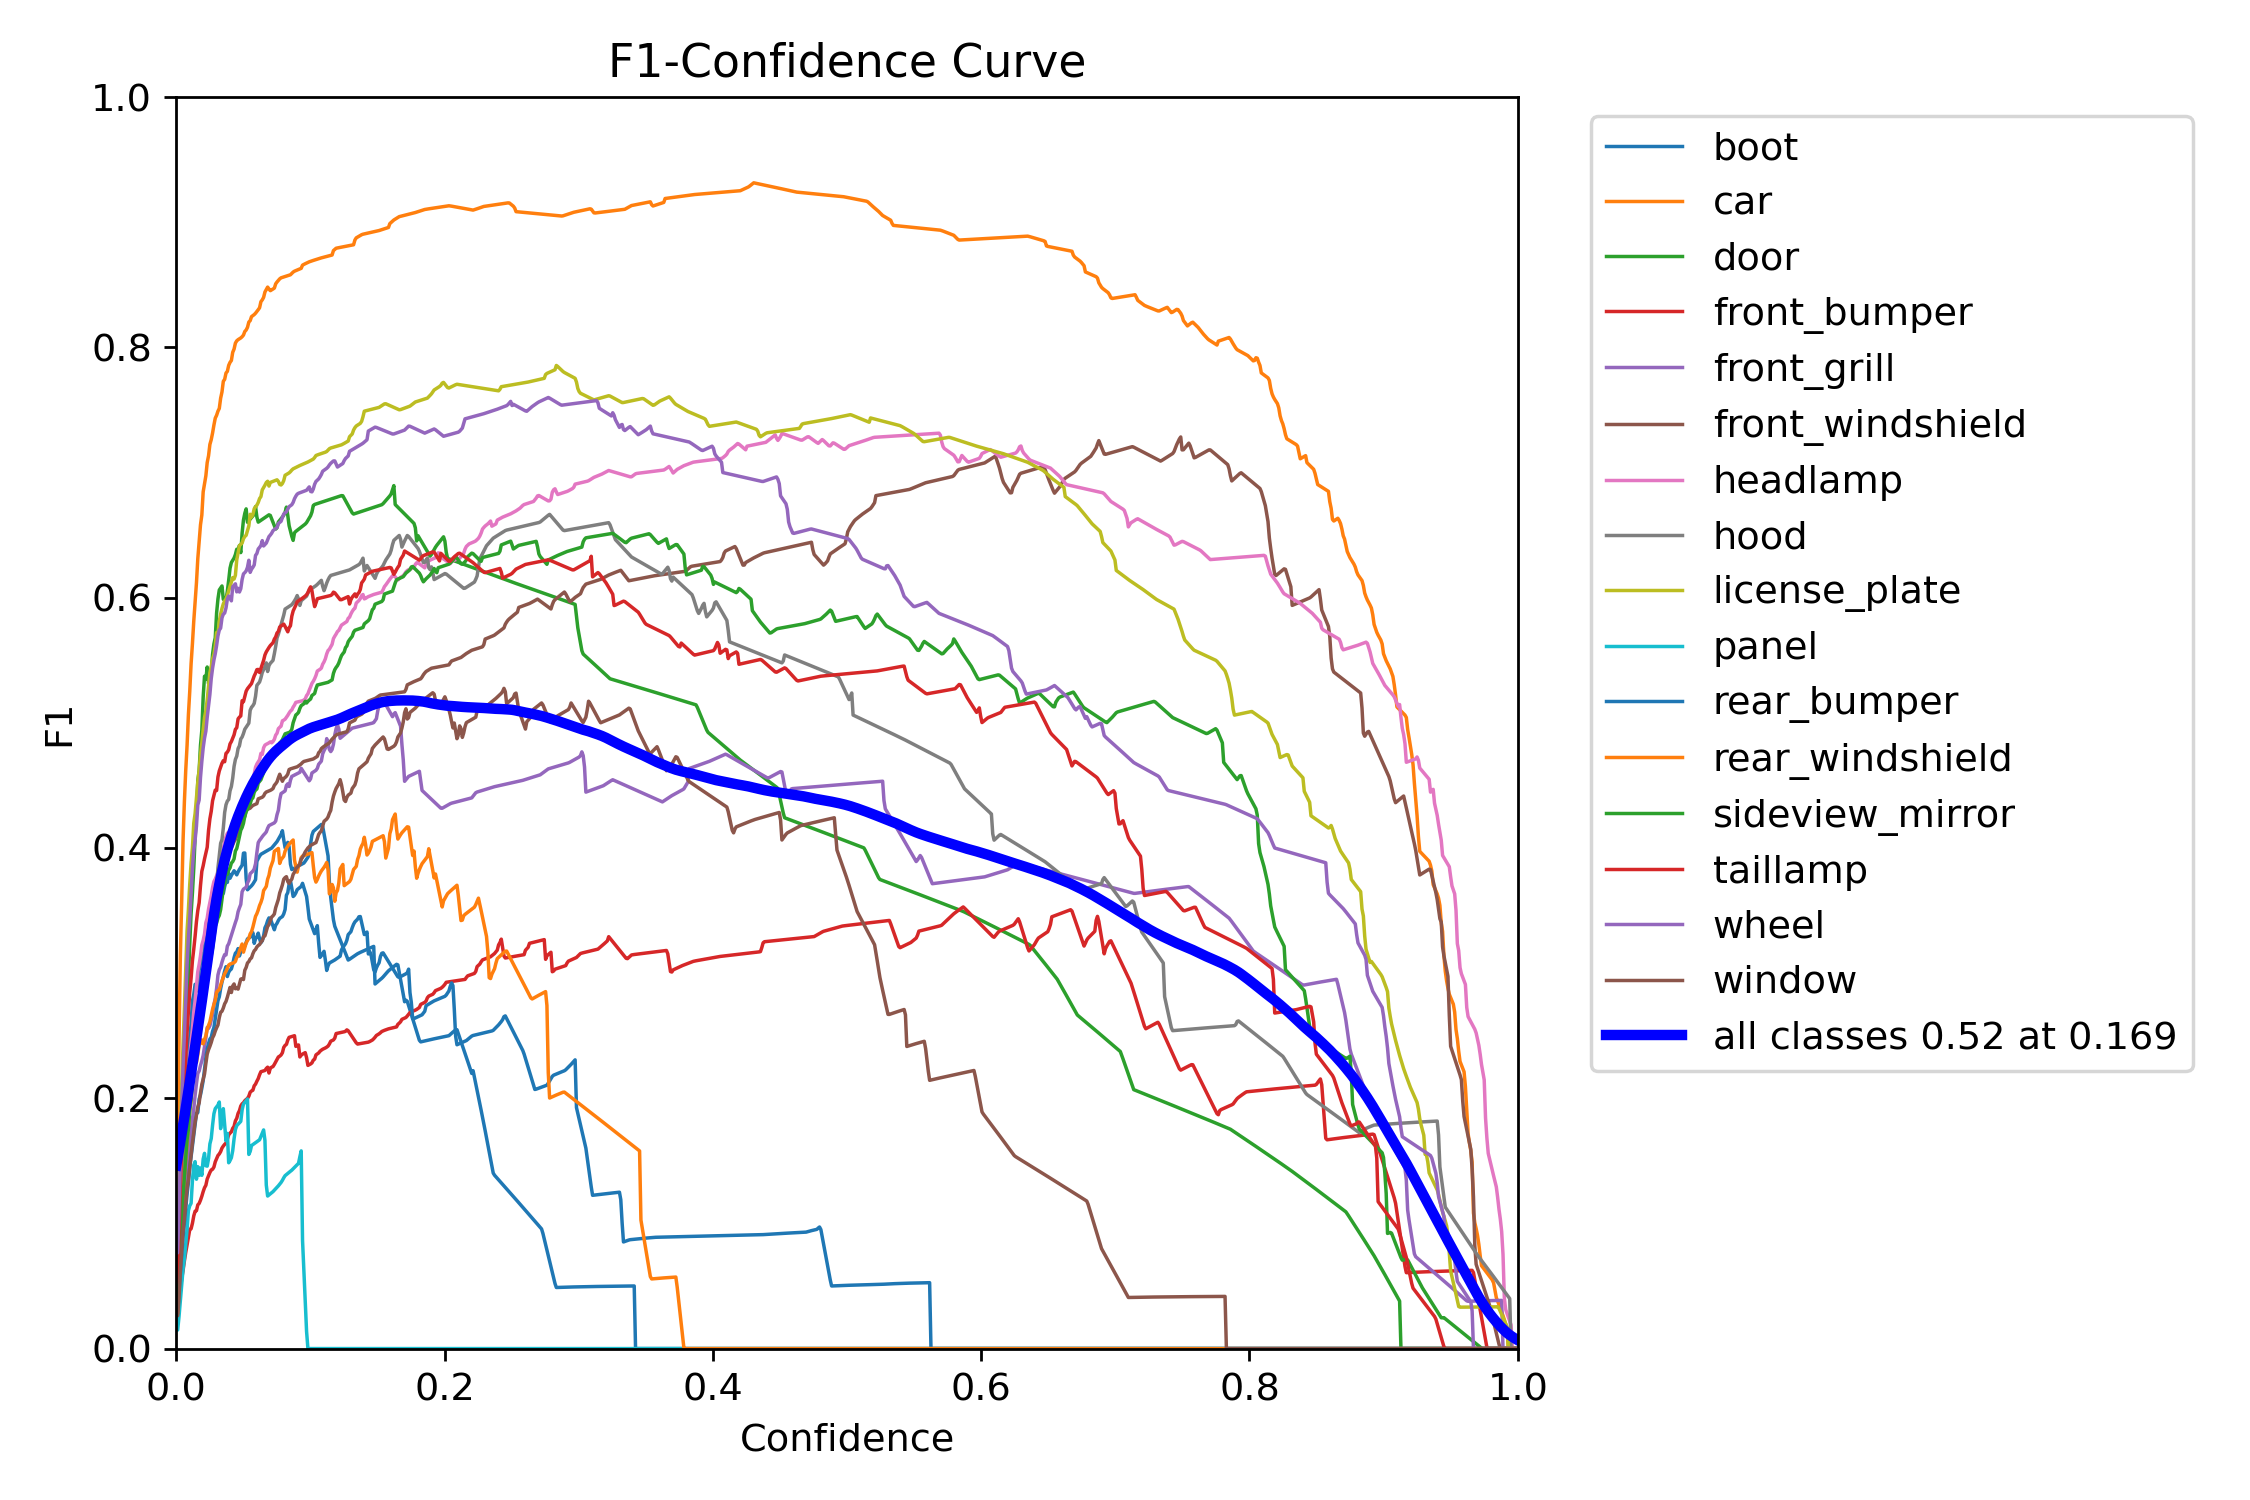 F1-Confidence Curve
1.0
0.8
0.6
0.4
0.2
0.0
F1
0.0 0.2 0.4 0.6 0.8 1.0
Confidence
boot
car
door
front_bumper
front_grill
front_windshield
headlamp
hood
license_plate
panel
rear_bumper
rear_windshield
sideview_mirror
taillamp
wheel
window
all classes 0.52 at 0.169